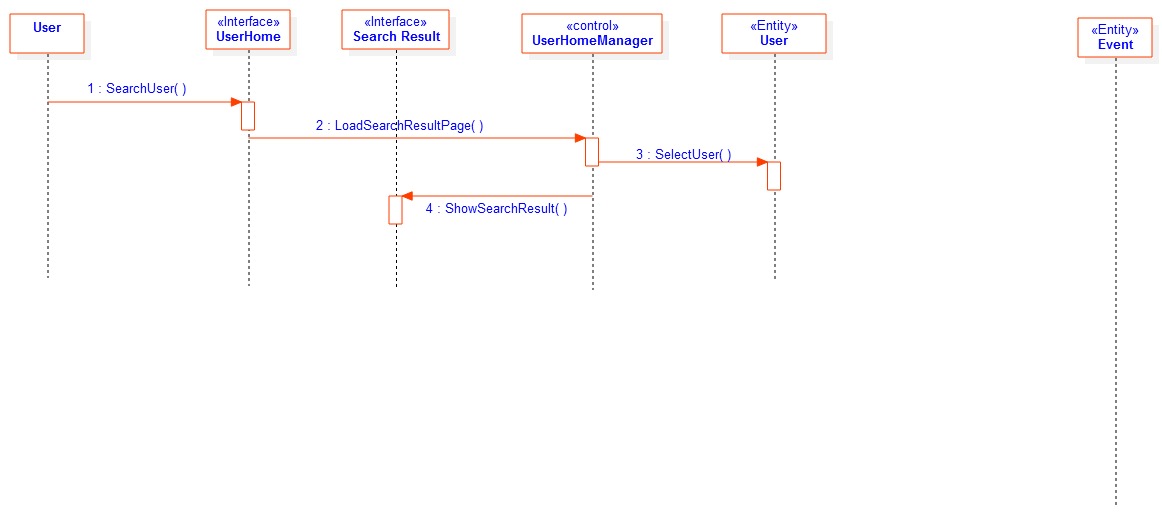 User
«Interface»
UserHome
«Interface»
Search Result
«control»
UserHomeManager
«Entity»
User
«Entity»
Event
1 : SearchUser( )
2 : LoadSearchResultPage( )
3 : SelectUser( )
4 : ShowSearchResult( )